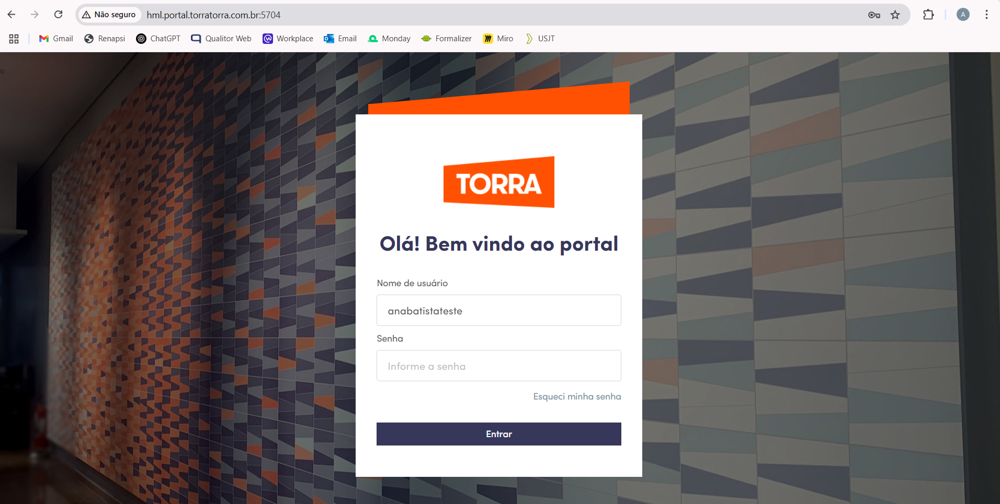 Não seguro hml.portal.torratorra.com.br:5704 A
Gmail Renapsi ChatGPT Qualitor Web Workplace Email Monday Formalizer Miro USJT
TORRA
Olá! Bem vindo ao portal
Nome de usuário
anabatistateste
Senha
Informe a senha
Esqueci minha senha
Entrar